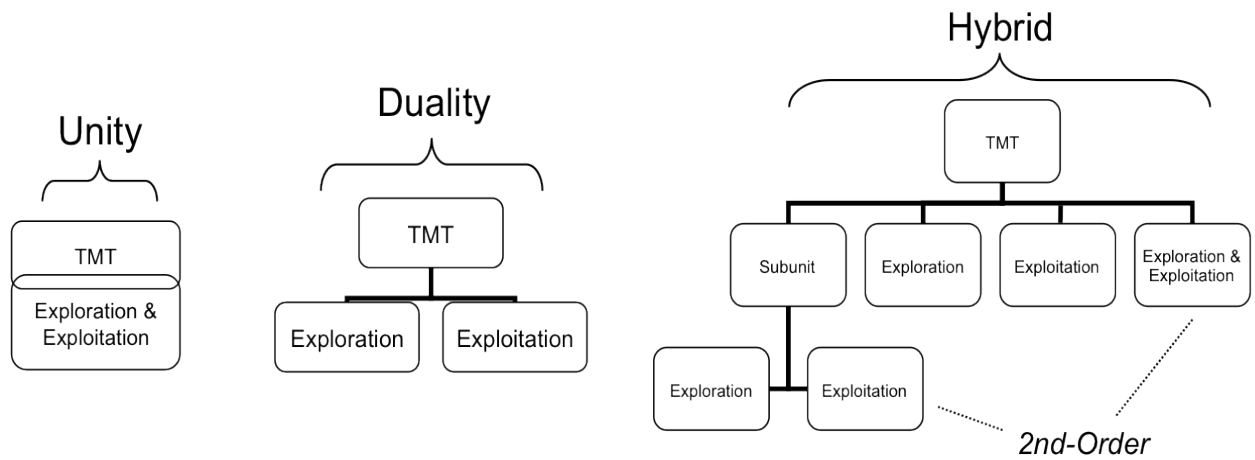 Unity
TMT
Exploration &
Exploitation
Duality
TMT
Exploration
Exploitation
Hybrid
TMT
Subunit
Exploration
Exploitation
Exploration &
Exploitation
Exploration
Exploitation
2nd-Order